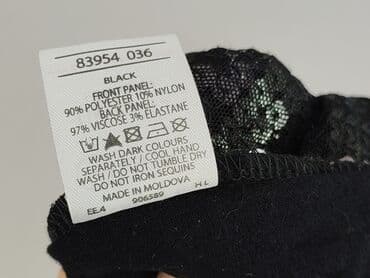 83954 036
BLACK
FRONT PANEL:
90% POLYESTER 10% NYLON
BACK PANEL:
97% VISCOSE 3% ELASTANE
WASH DARK COLOURS
SEPARATELY / COOL HAND
WASH / DO NOT TUMBLE DRY
DO NOT IRON
MADE IN MOLDOVA
EE.4 906589 H L